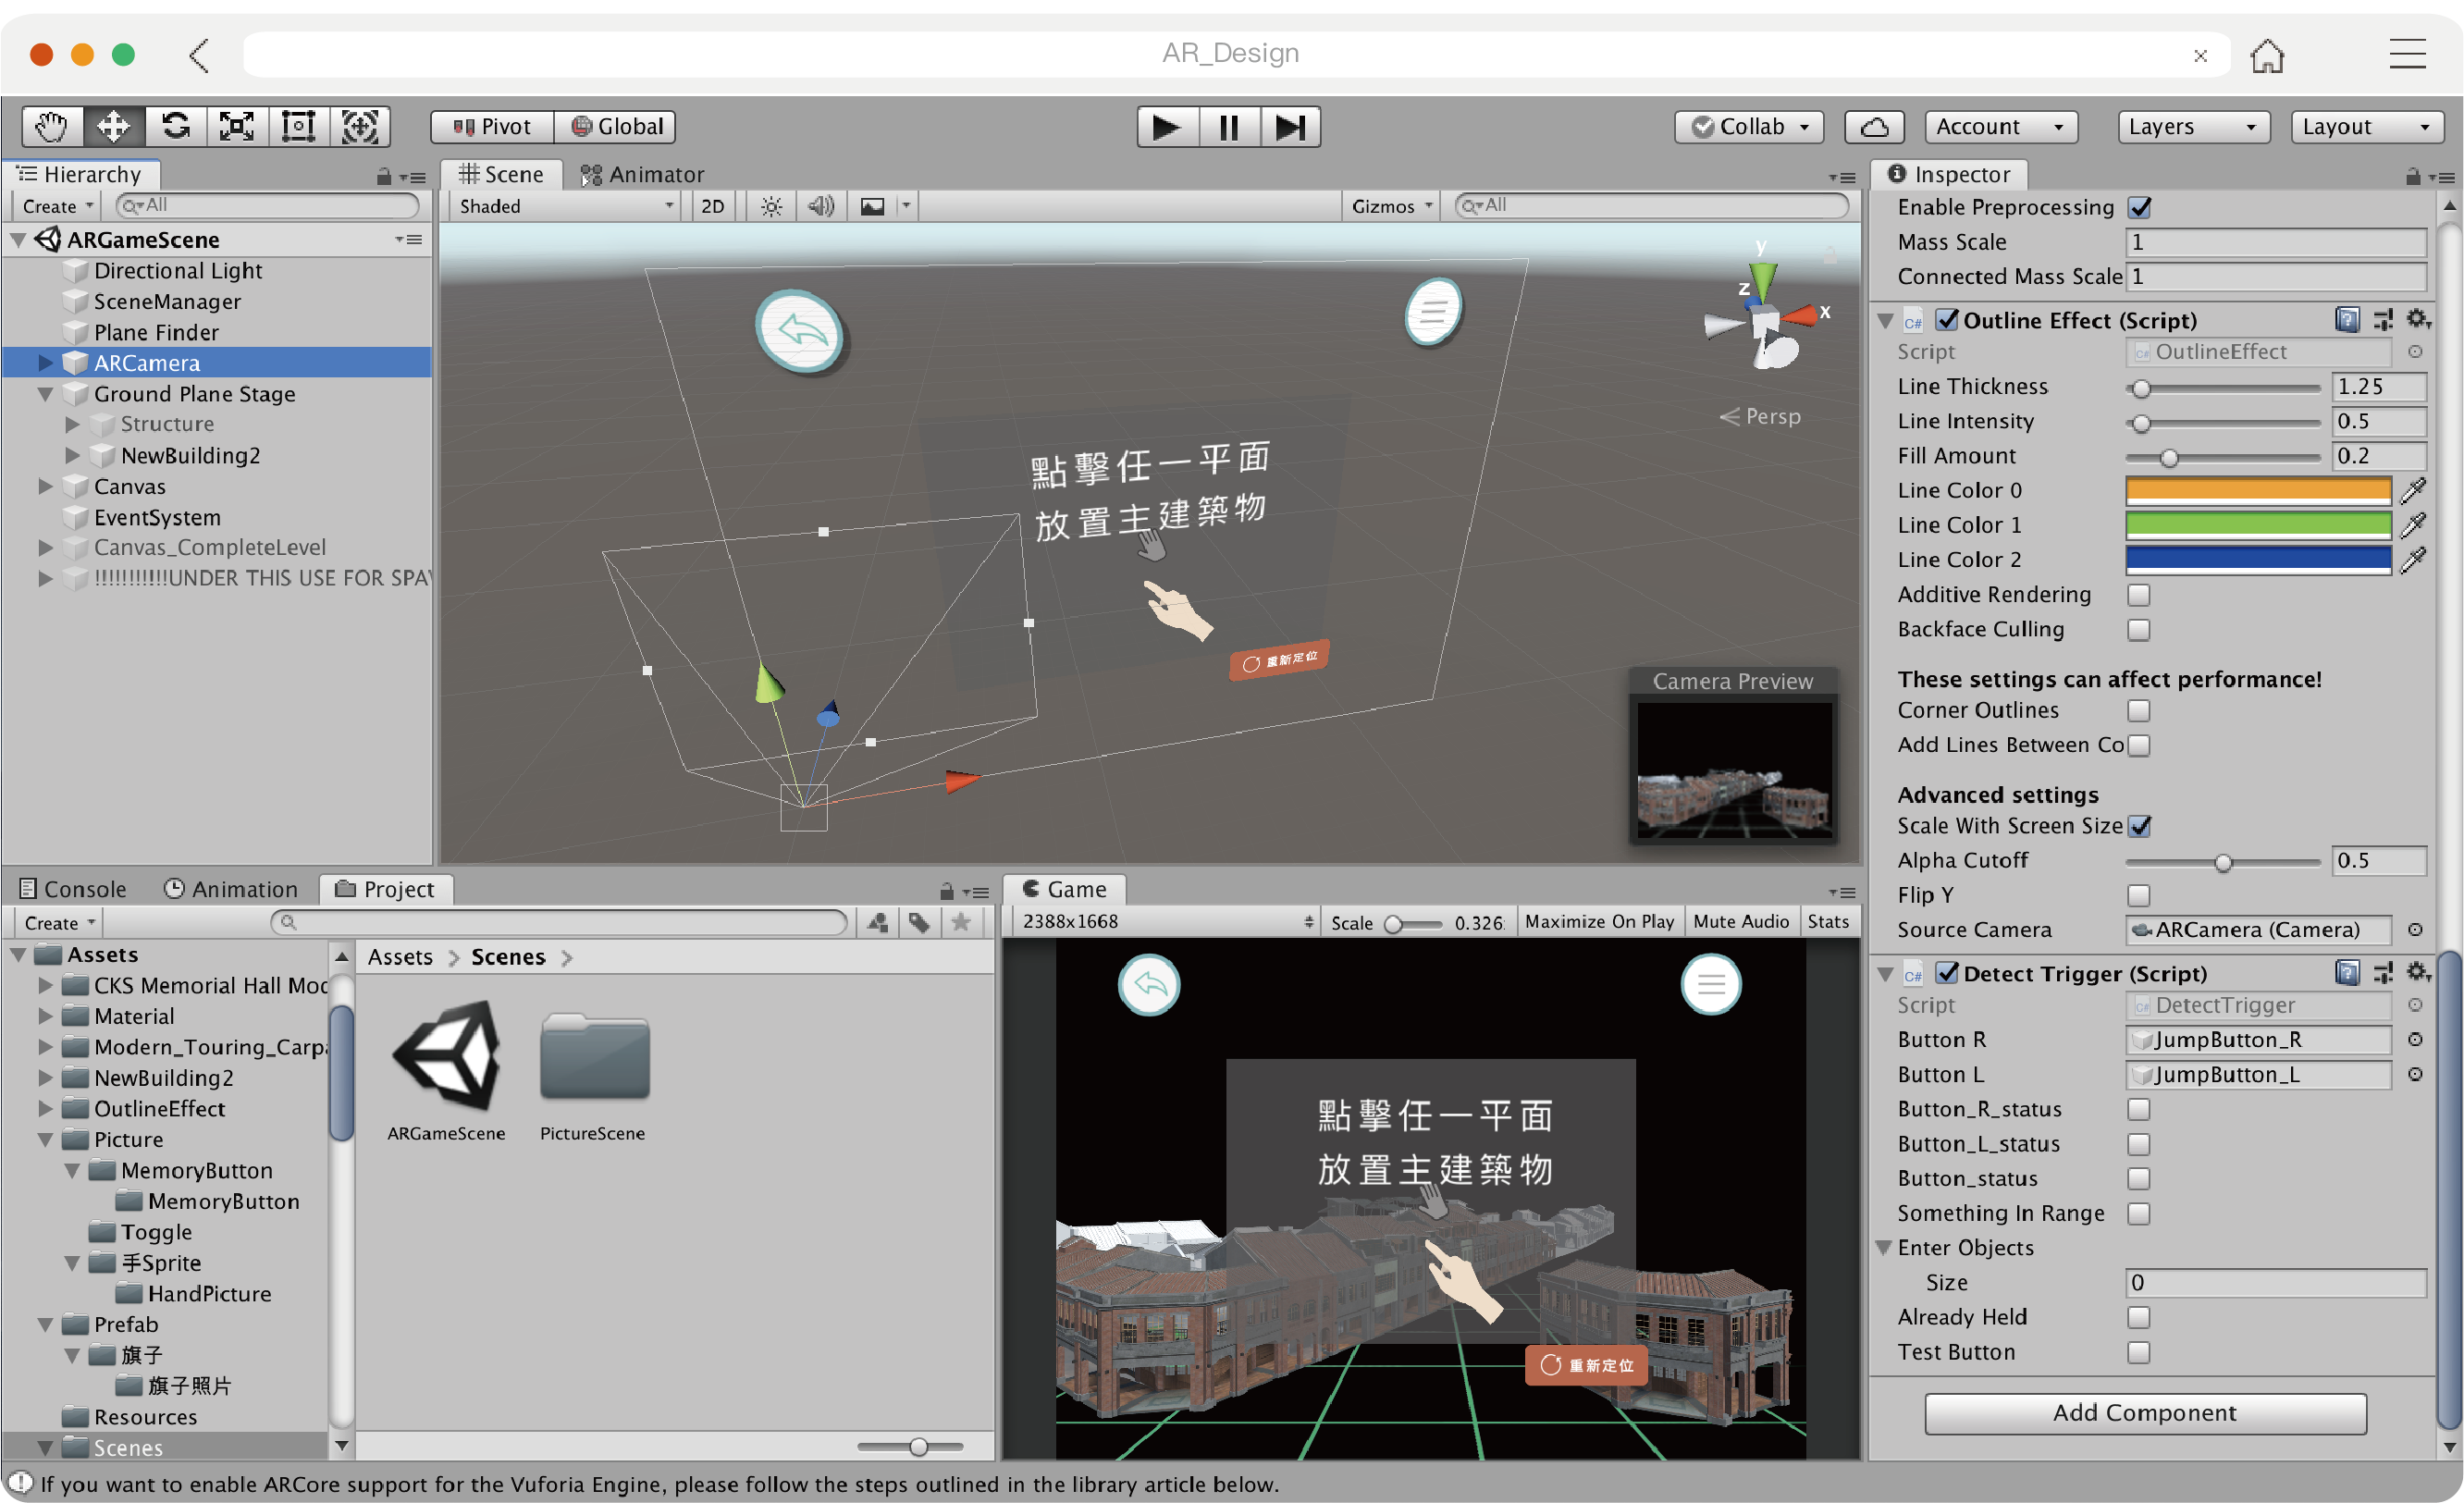 AR_Design
Pivot
Global
Collab
Account
Layers
Layout
Hierarchy
Create
All
ARGameScene
Directional Light
SceneManager
Plane Finder
ARCamera
Ground Plane Stage
Structure
NewBuilding2
Canvas
EventSystem
Canvas_CompleteLevel
!!!!!!!!!!!UNDER THIS USE FOR SPA
Scene
Animator
Shaded
2D
Gizmos
All
y
z
x
Persp
點擊任一平面
放置主建築物
重新定位
Camera Preview
Inspector
Enable Preprocessing
Mass Scale 1
Connected Mass Scale 1
C# Outline Effect (Script)
Script OutlineEffect
Line Thickness 1.25
Line Intensity 0.5
Fill Amount 0.2
Line Color 0
Line Color 1
Line Color 2
Additive Rendering
Backface Culling
These settings can affect performance!
Corner Outlines
Add Lines Between Co
Advanced settings
Scale With Screen Size
Alpha Cutoff 0.5
Flip Y
Source Camera ARCamera (Camera)
C# Detect Trigger (Script)
Script DetectTrigger
Button R JumpButton_R
Button L JumpButton_L
Button_R_status
Button_L_status
Button_status
Something In Range
Enter Objects
Size 0
Already Held
Test Button
Add Component
Console
Animation
Project
Create
Assets
CKS Memorial Hall Mod
Material
Modern_Touring_Carpa
NewBuilding2
OutlineEffect
Picture
MemoryButton
MemoryButton
Toggle
手Sprite
HandPicture
Prefab
旗子
旗子照片
Resources
Scenes
Assets
Scenes
ARGameScene
PictureScene
Game
2388x1668
Scale 0.326
Maximize On Play
Mute Audio
Stats
點擊任一平面
放置主建築物
重新定位
If you want to enable ARCore support for the Vuforia Engine, please follow the steps outlined in the library article below.